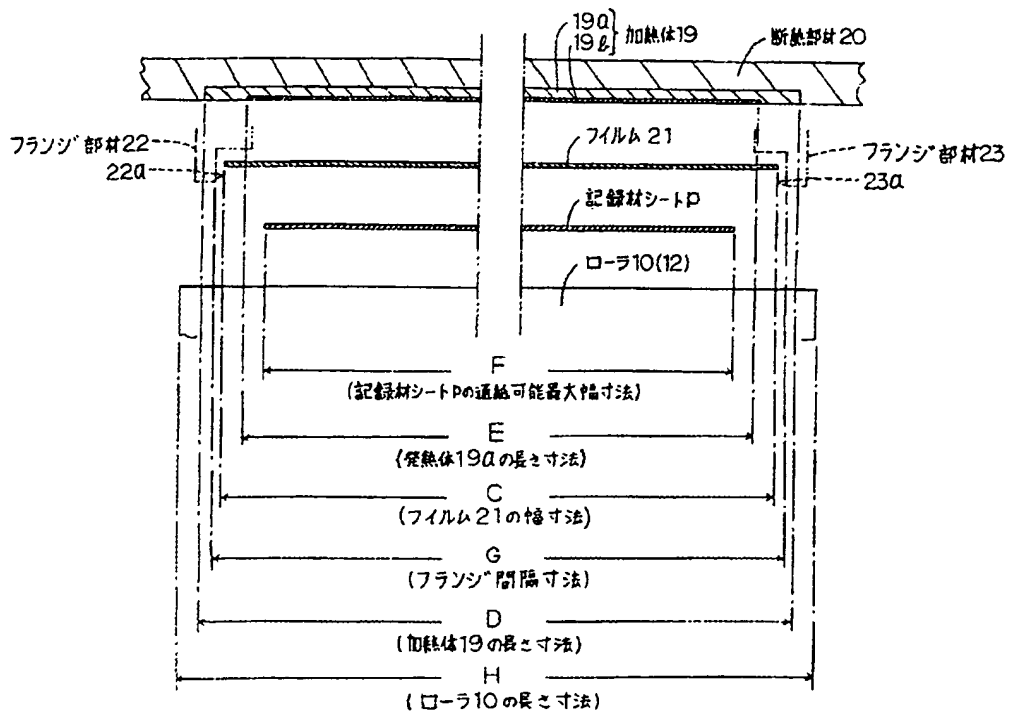 19a
19b
加熱体19
断熱部材20
フランジ部材22
22a
フイルム21
フランジ部材23
23a
記録材シートP
ローラ10(12)
F
(記録材シートPの通紙可能最大幅寸法)
E
(発熱体19aの長さ寸法)
C
(フイルム21の幅寸法)
G
(フランジ間隔寸法)
D
(加熱体19の長さ寸法)
H
(ローラ10の長さ寸法)